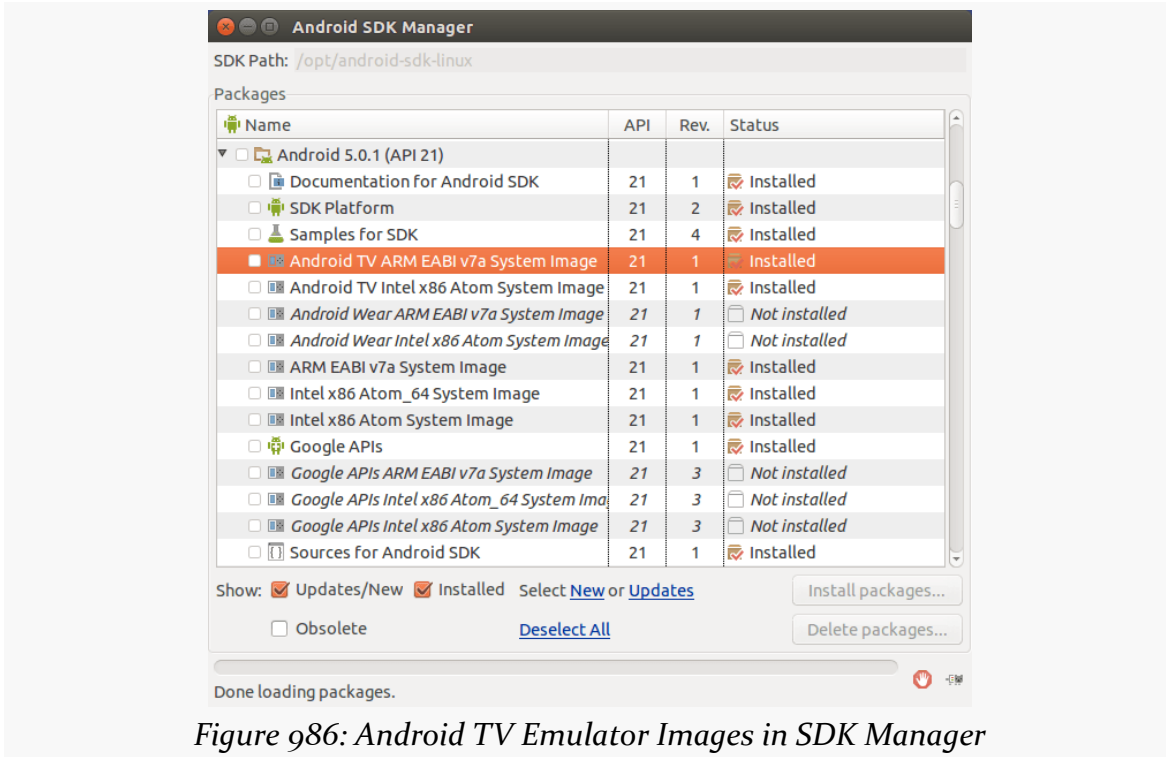 Android SDK Manager
SDK Path: /opt/android-sdk-linux
Packages
Name API Rev. Status
Android 5.0.1 (API 21)
Documentation for Android SDK 21 1 Installed
SDK Platform 21 2 Installed
Samples for SDK 21 4 Installed
Android TV ARM EABI v7a System Image 21 1 Installed
Android TV Intel x86 Atom System Image 21 1 Installed
Android Wear ARM EABI v7a System Image 21 1 Not installed
Android Wear Intel x86 Atom System Image 21 1 Not installed
ARM EABI v7a System Image 21 1 Installed
Intel x86 Atom_64 System Image 21 1 Installed
Intel x86 Atom System Image 21 1 Installed
Google APIs 21 1 Installed
Google APIs ARM EABI v7a System Image 21 3 Not installed
Google APIs Intel x86 Atom_64 System Ima 21 3 Not installed
Google APIs Intel x86 Atom System Image 21 3 Not installed
Sources for Android SDK 21 1 Installed
Show: Updates/New Installed Select New or Updates Install packages...
Obsolete Deselect All Delete packages...
Done loading packages.
Figure 986: Android TV Emulator Images in SDK Manager